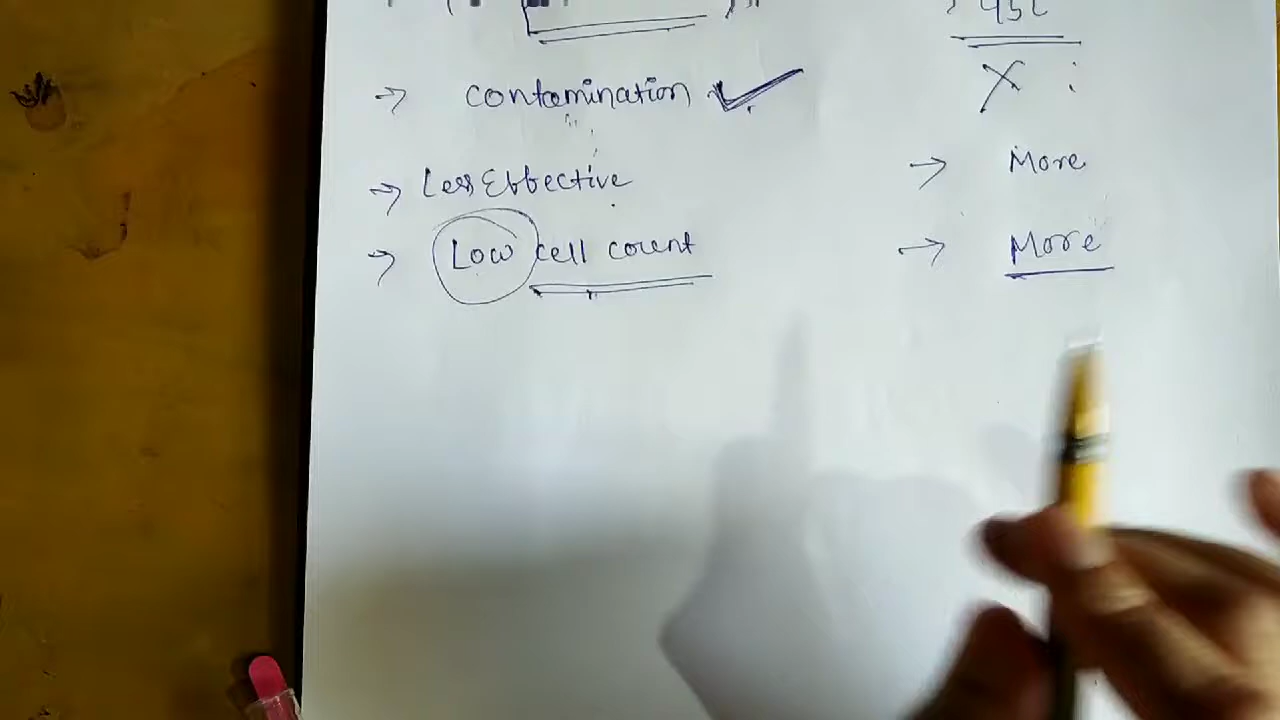 → contamination ✓ X :
→ Less Effective → More
→ Low cell count → More